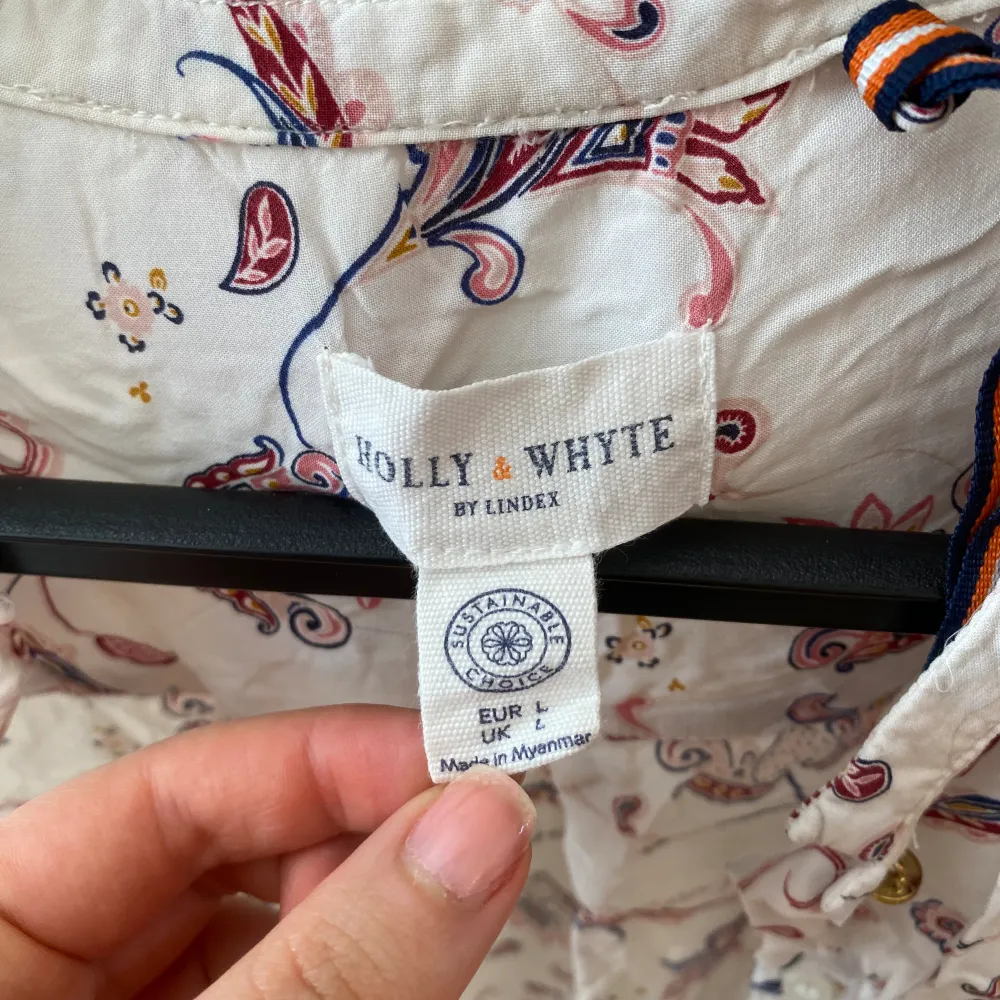 HOLLY & WHYTE
BY LINDEX
SUSTAINABLE
CHOICE
EUR L
UK L
Made in Myanmar